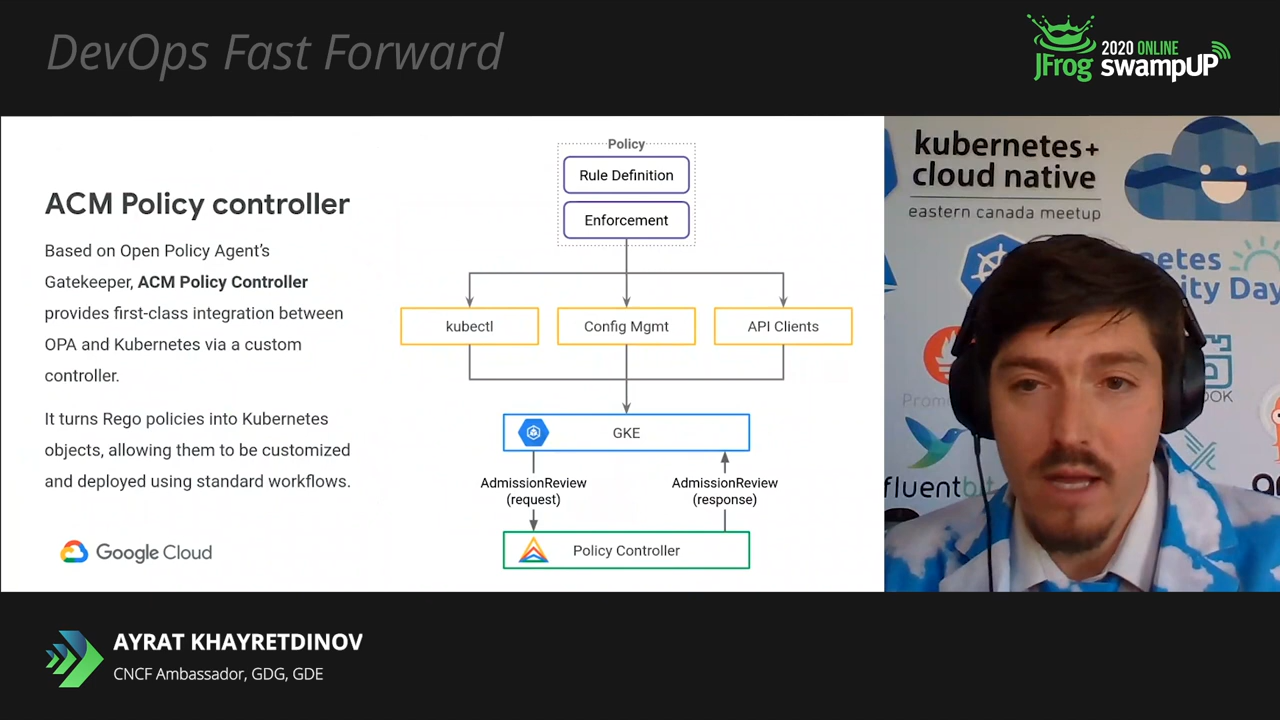 DevOps Fast Forward
JFrog
2020 ONLINE
swampUP
ACM Policy controller
Based on Open Policy Agent's
Gatekeeper, ACM Policy Controller
provides first-class integration between
OPA and Kubernetes via a custom
controller.
It turns Rego policies into Kubernetes
objects, allowing them to be customized
and deployed using standard workflows.
Google Cloud
Policy
Rule Definition
Enforcement
kubectl
Config Mgmt
API Clients
GKE
AdmissionReview
(request)
AdmissionReview
(response)
Policy Controller
kubernetes+
cloud native
eastern canada meetup
fluentbit
AYRAT KHAYRETDINOV
CNCF Ambassador, GDG, GDE